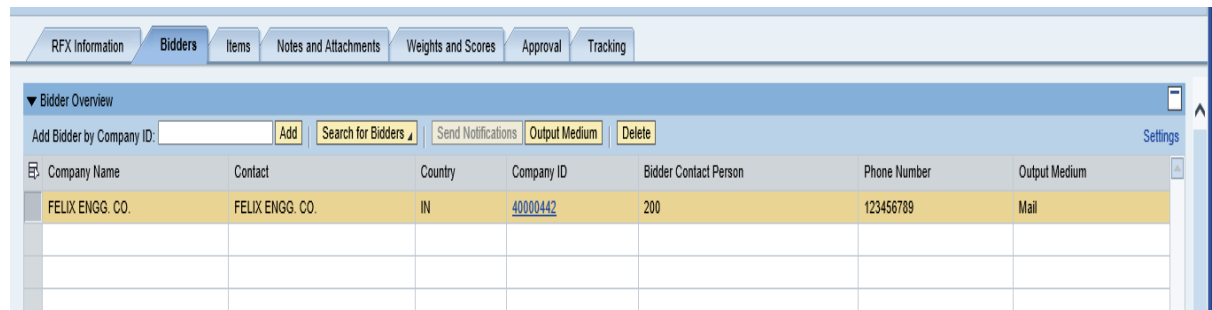 RFX Information Bidders Items Notes and Attachments Weights and Scores Approval Tracking
Bidder Overview
Add Bidder by Company ID: Add Search for Bidders Send Notifications Output Medium Delete Settings
Company Name Contact Country Company ID Bidder Contact Person Phone Number Output Medium
FELIX ENGG. CO. FELIX ENGG. CO. IN 40000442 200 123456789 Mail